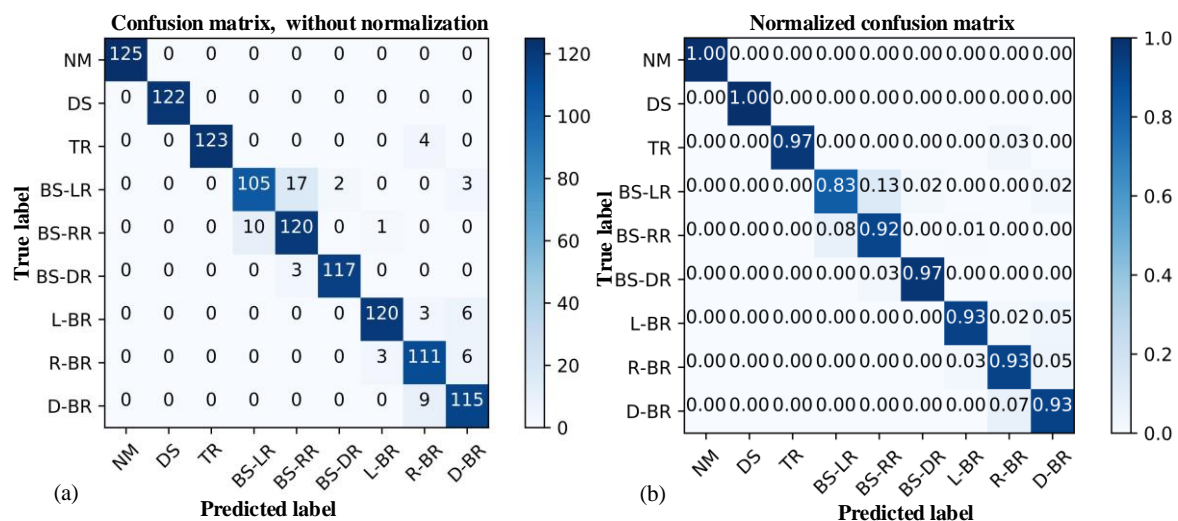 Confusion matrix, without normalization
True label
NM 125 0 0 0 0 0 0 0 0
DS 0 122 0 0 0 0 0 0 0
TR 0 0 123 0 0 0 0 4 0
BS-LR 0 0 0 105 17 2 0 0 3
BS-RR 0 0 0 10 120 0 1 0 0
BS-DR 0 0 0 0 3 117 0 0 0
L-BR 0 0 0 0 0 0 120 3 6
R-BR 0 0 0 0 0 0 3 111 6
D-BR 0 0 0 0 0 0 0 9 115
NM DS TR BS-LR BS-RR BS-DR L-BR R-BR D-BR
Predicted label
(a)
120
100
80
60
40
20
0
Normalized confusion matrix
True label
NM 1.00 0.00 0.00 0.00 0.00 0.00 0.00 0.00 0.00
DS 0.00 1.00 0.00 0.00 0.00 0.00 0.00 0.00 0.00
TR 0.00 0.00 0.97 0.00 0.00 0.00 0.00 0.03 0.00
BS-LR 0.00 0.00 0.00 0.83 0.13 0.02 0.00 0.00 0.02
BS-RR 0.00 0.00 0.00 0.08 0.92 0.00 0.01 0.00 0.00
BS-DR 0.00 0.00 0.00 0.00 0.03 0.97 0.00 0.00 0.00
L-BR 0.00 0.00 0.00 0.00 0.00 0.00 0.93 0.02 0.05
R-BR 0.00 0.00 0.00 0.00 0.00 0.00 0.03 0.93 0.05
D-BR 0.00 0.00 0.00 0.00 0.00 0.00 0.00 0.07 0.93
NM DS TR BS-LR BS-RR BS-DR L-BR R-BR D-BR
Predicted label
(b)
1.0
0.8
0.6
0.4
0.2
0.0